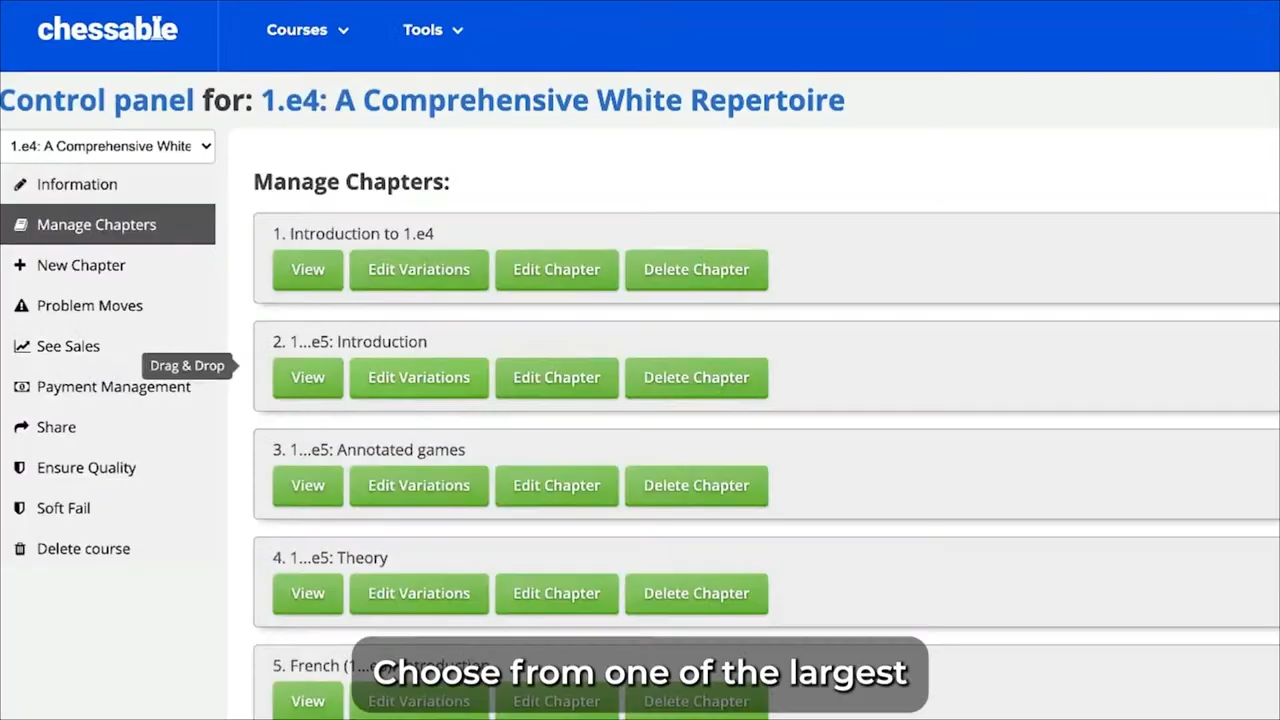 chessable
Courses
Tools
Control panel for: 1.e4: A Comprehensive White Repertoire
1.e4: A Comprehensive White
Information
Manage Chapters
New Chapter
Problem Moves
See Sales
Drag & Drop
Payment Management
Share
Ensure Quality
Soft Fail
Delete course
Manage Chapters:
1. Introduction to 1.e4
View Edit Variations Edit Chapter Delete Chapter
2. 1...e5: Introduction
View Edit Variations Edit Chapter Delete Chapter
3. 1...e5: Annotated games
View Edit Variations Edit Chapter Delete Chapter
4. 1...e5: Theory
View Edit Variations Edit Chapter Delete Chapter
5. French (1...e6): Introduction
View Edit Variations Edit Chapter Delete Chapter
Choose from one of the largest